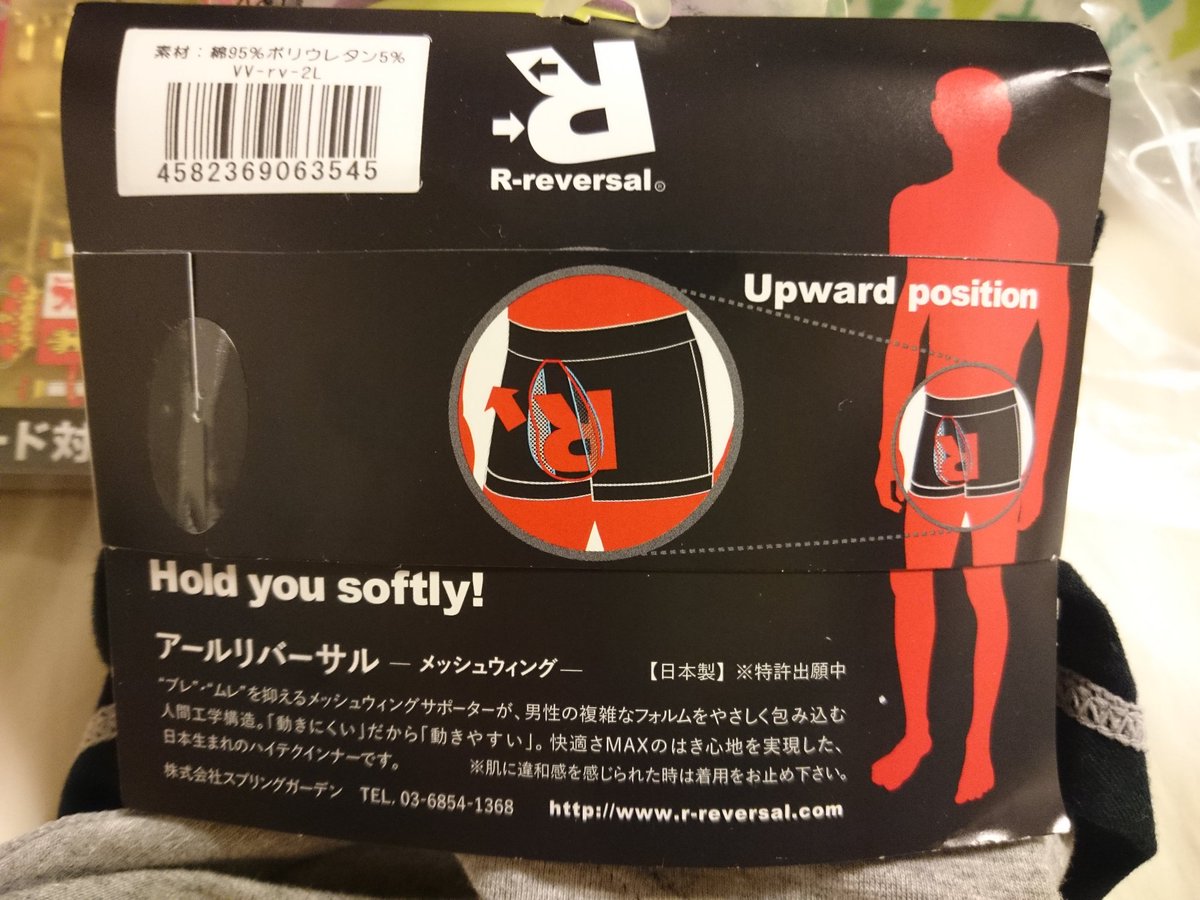 素材：綿95%ポリウレタン5%
VV-rv-2L
4582369063545
R
R-reversal®
Upward position
R
R
ード対
Hold you softly!
アールリバーサル ―メッシュウィング― 【日本製】※特許出願中
"ブレ"・"ムレ"を抑えるメッシュウィングサポーターが、男性の複雑なフォルムをやさしく包み込む
人間工学構造。「動きにくい」だから「動きやすい」。快適さMAXのはき心地を実現した、
日本生まれのハイテクインナーです。 ※肌に違和感を感じられた時は着用をお止め下さい。
株式会社スプリングガーデン TEL. 03-6854-1368 http://www.r-reversal.com